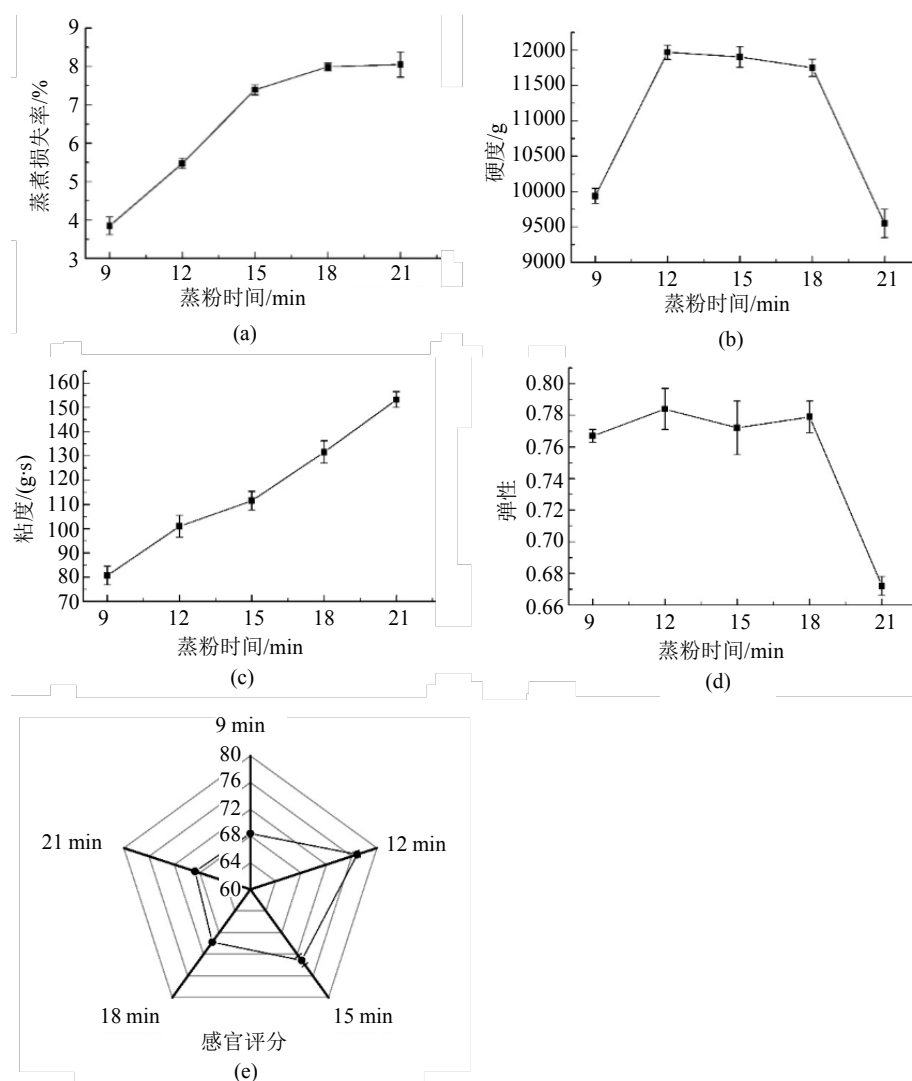 9
8
7
6
5
4
3
蒸煮损失率/%
9 12 15 18 21
蒸粉时间/min
(a)
12000
11500
11000
10500
10000
9500
9000
硬度/g
9 12 15 18 21
蒸粉时间/min
(b)
160
150
140
130
120
110
100
90
80
70
粘度/(g·s)
9 12 15 18 21
蒸粉时间/min
(c)
0.80
0.78
0.76
0.74
0.72
0.70
0.68
0.66
弹性
9 12 15 18 21
蒸粉时间/min
(d)
9 min
80
76
72
68
64
60
21 min
12 min
18 min
15 min
感官评分
(e)